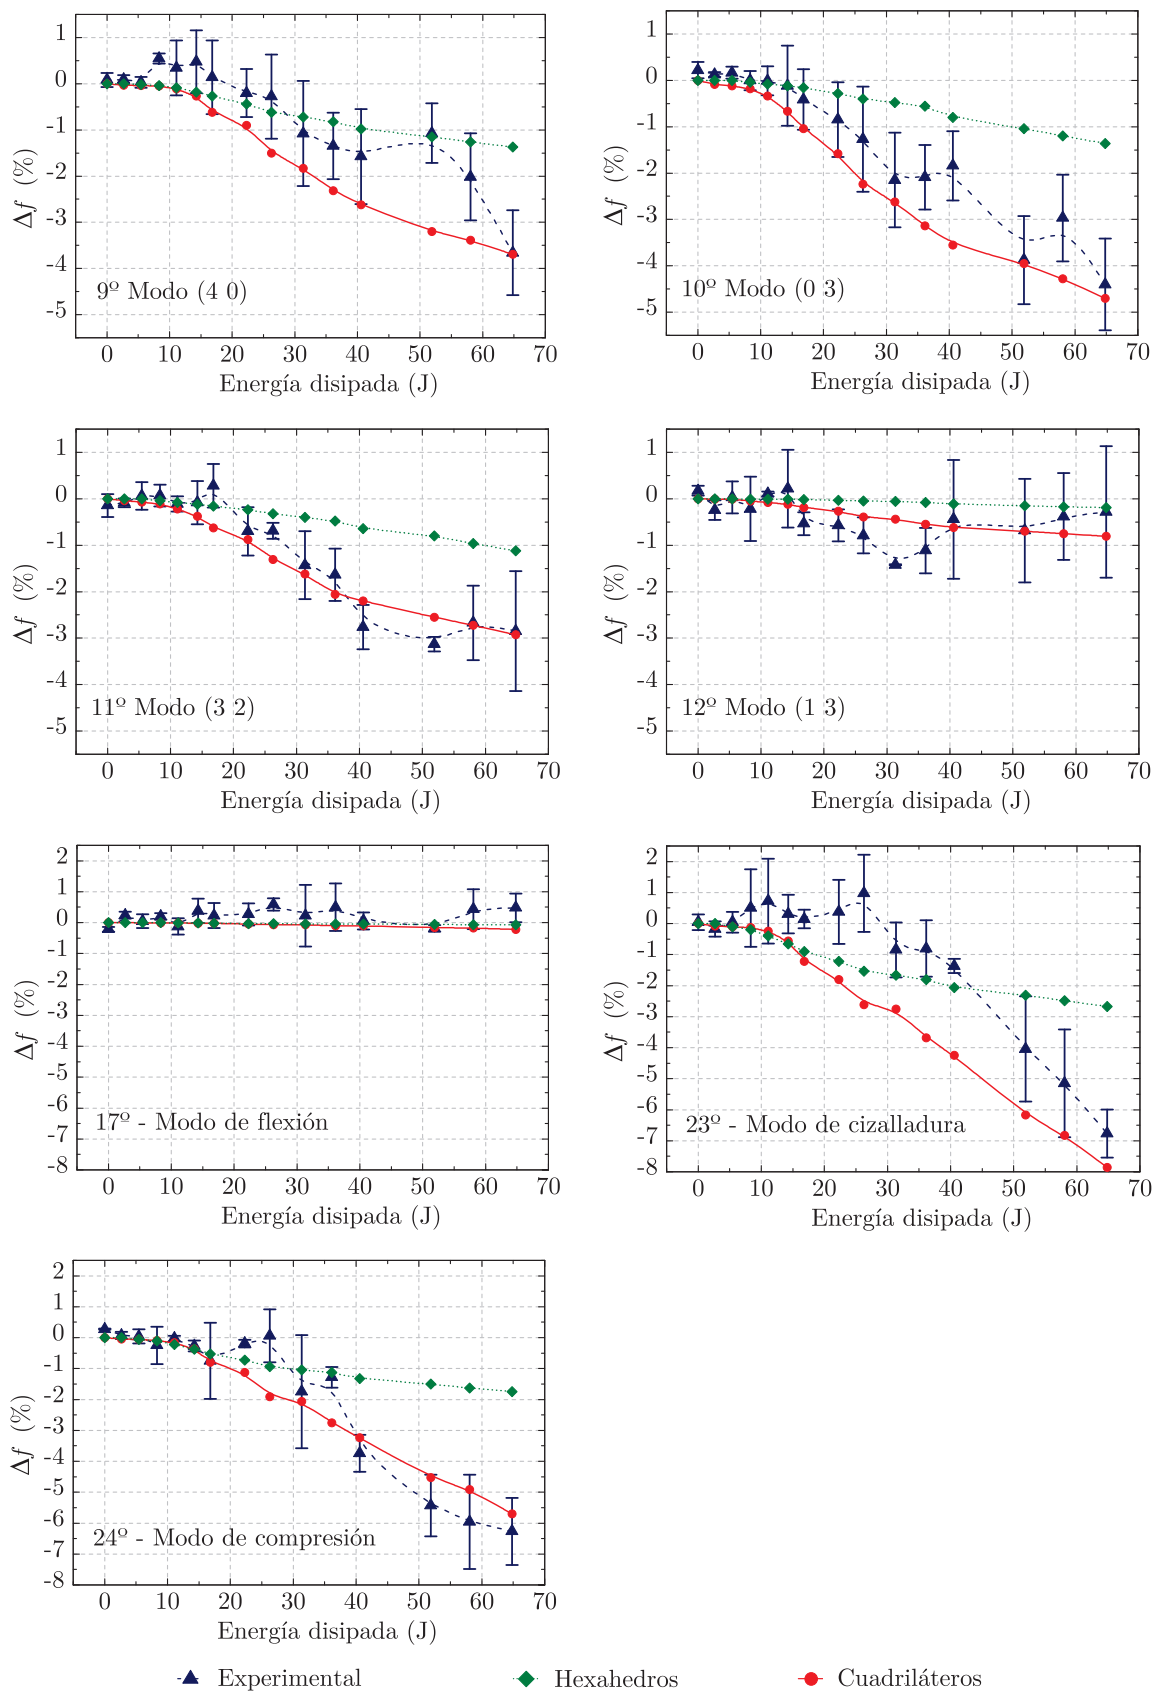 1
0
-1
-2
-3
-4
-5
Δf (%)
9º Modo (4 0)
0 10 20 30 40 50 60 70
Energía disipada (J)
1
0
-1
-2
-3
-4
-5
Δf (%)
10º Modo (0 3)
0 10 20 30 40 50 60 70
Energía disipada (J)
1
0
-1
-2
-3
-4
-5
Δf (%)
11º Modo (3 2)
0 10 20 30 40 50 60 70
Energía disipada (J)
1
0
-1
-2
-3
-4
-5
Δf (%)
12º Modo (1 3)
0 10 20 30 40 50 60 70
Energía disipada (J)
2
1
0
-1
-2
-3
-4
-5
-6
-7
-8
Δf (%)
17º - Modo de flexión
0 10 20 30 40 50 60 70
Energía disipada (J)
2
1
0
-1
-2
-3
-4
-5
-6
-7
-8
Δf (%)
23º - Modo de cizalladura
0 10 20 30 40 50 60 70
Energía disipada (J)
2
1
0
-1
-2
-3
-4
-5
-6
-7
-8
Δf (%)
24º - Modo de compresión
0 10 20 30 40 50 60 70
Energía disipada (J)
Experimental Hexahedros Cuadriláteros